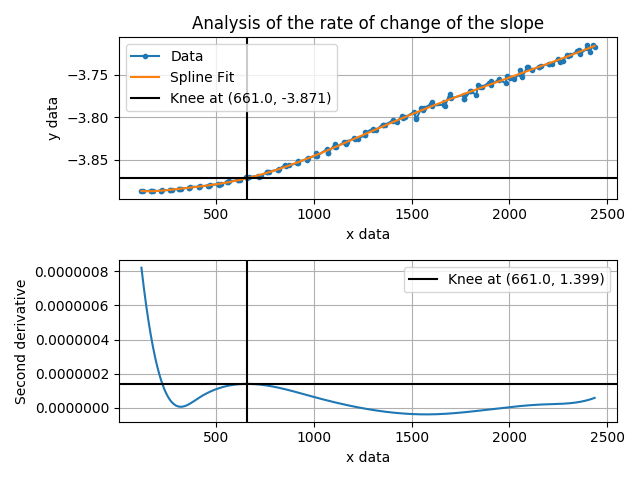 Analysis of the rate of change of the slope
Data
Spline Fit
Knee at (661.0, -3.871)
y data
−3.75
−3.80
−3.85
500 1000 1500 2000 2500
x data
Knee at (661.0, 1.399)
Second derivative
0.0000008
0.0000006
0.0000004
0.0000002
0.0000000
500 1000 1500 2000 2500
x data